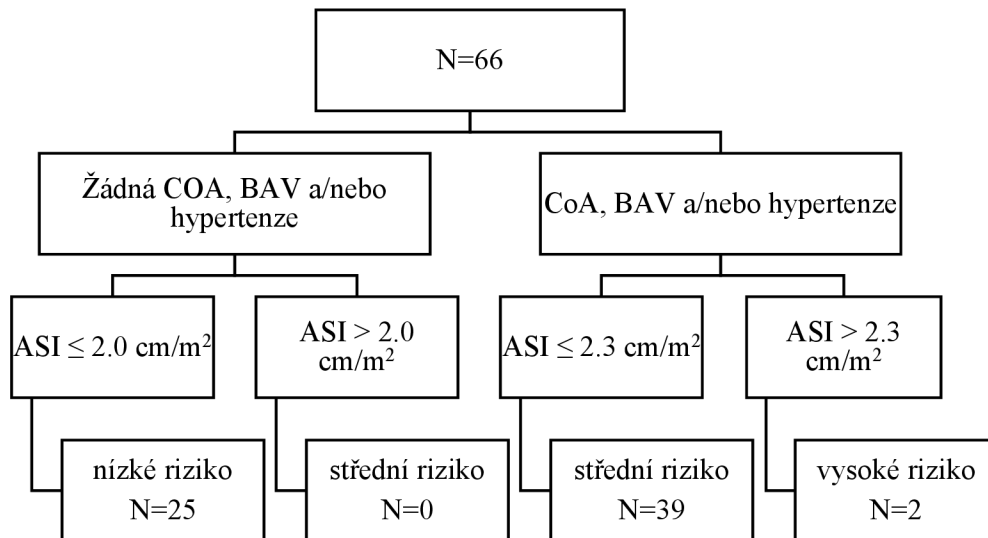 N=66
Žádná COA, BAV a/nebo
hypertenze
CoA, BAV a/nebo hypertenze
ASI ≤ 2.0 cm/m²
ASI > 2.0
cm/m²
ASI ≤ 2.3 cm/m²
ASI > 2.3
cm/m²
nízké riziko
N=25
střední riziko
N=0
střední riziko
N=39
vysoké riziko
N=2